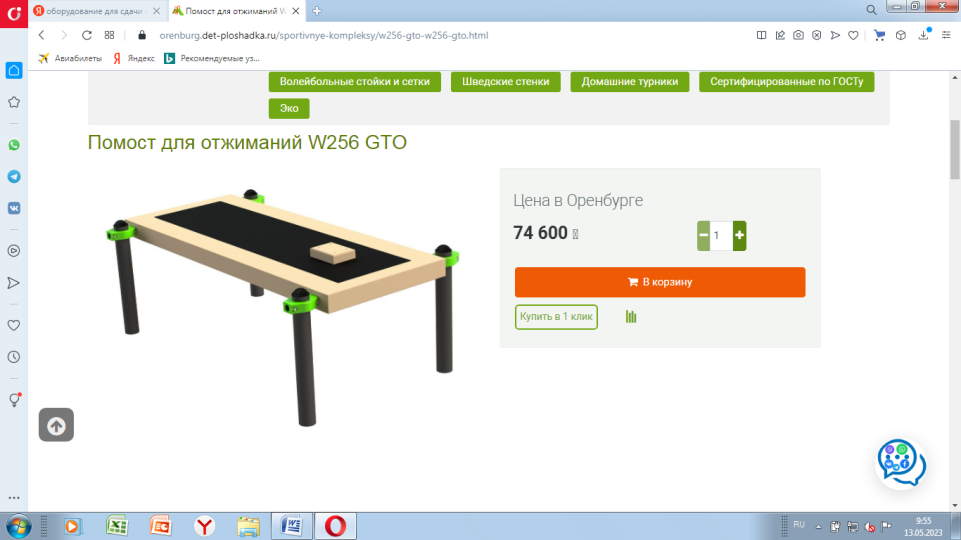 оборудование для сдачи
Помост для отжиманий W
orenburg.det-ploshadka.ru/sportivnye-kompleksy/w256-gto-w256-gto.html
Авиабилеты
Яндекс
Рекомендуемые уз...
Волейбольные стойки и сетки
Шведские стенки
Домашние турники
Сертифицированные по ГОСТу
Эко
Помост для отжиманий W256 GTO
Цена в Оренбурге
74 600
1
В корзину
Купить в 1 клик
RU
9:55
13.05.2023